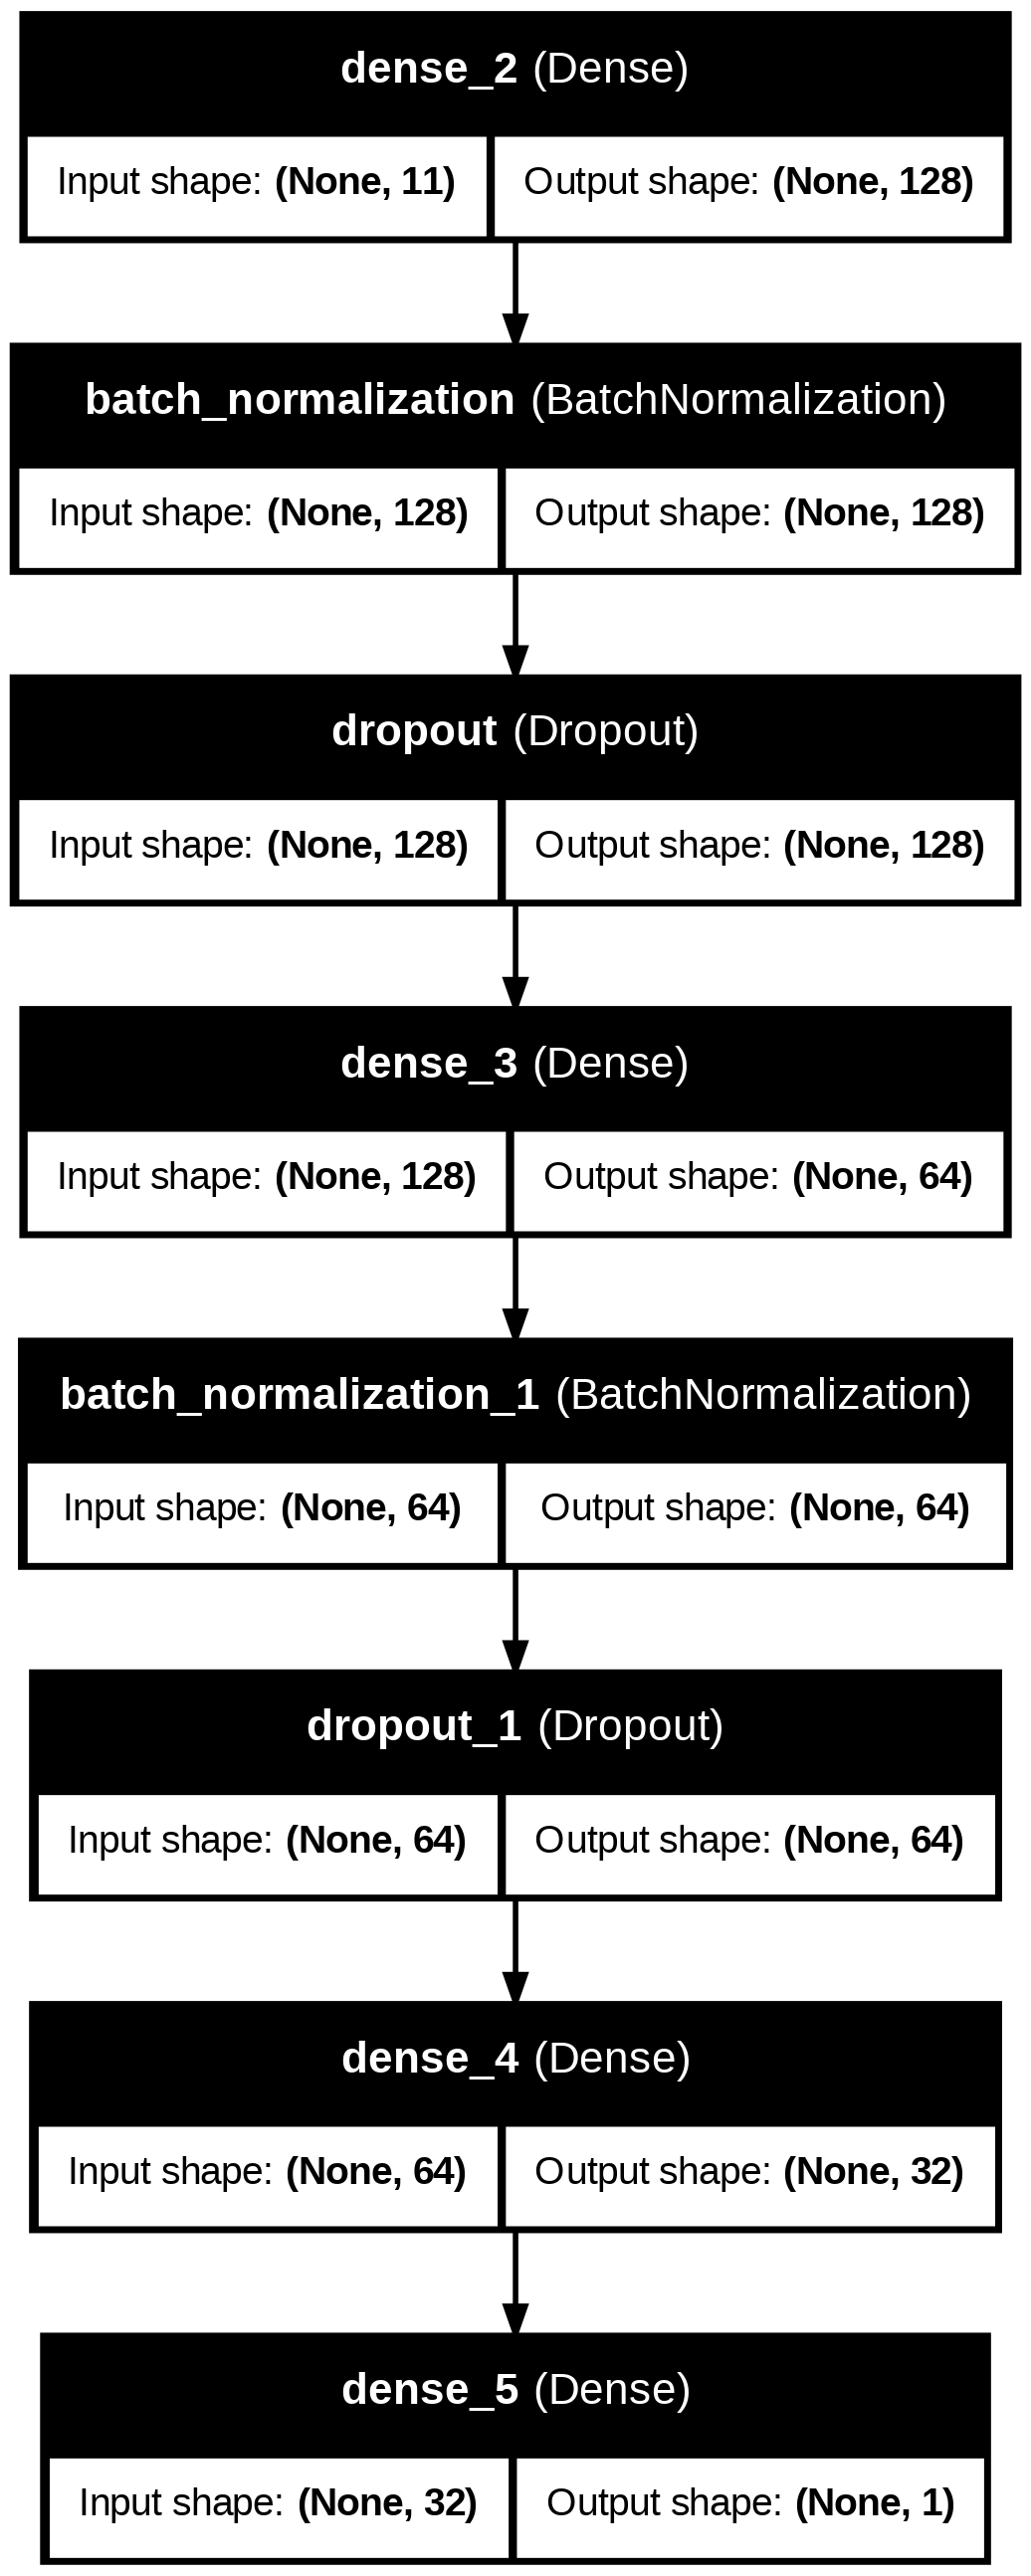 dense_2 (Dense)
Input shape: (None, 11) Output shape: (None, 128)
batch_normalization (BatchNormalization)
Input shape: (None, 128) Output shape: (None, 128)
dropout (Dropout)
Input shape: (None, 128) Output shape: (None, 128)
dense_3 (Dense)
Input shape: (None, 128) Output shape: (None, 64)
batch_normalization_1 (BatchNormalization)
Input shape: (None, 64) Output shape: (None, 64)
dropout_1 (Dropout)
Input shape: (None, 64) Output shape: (None, 64)
dense_4 (Dense)
Input shape: (None, 64) Output shape: (None, 32)
dense_5 (Dense)
Input shape: (None, 32) Output shape: (None, 1)